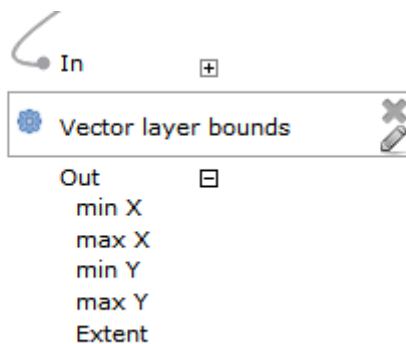 In
Vector layer bounds
Out
min X
max X
min Y
max Y
Extent